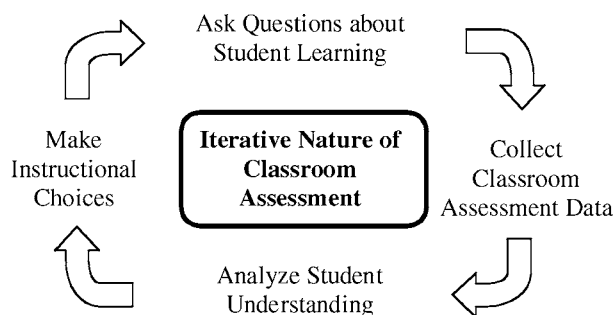 Ask Questions about
Student Learning
Make
Instructional
Choices
Iterative Nature of
Classroom
Assessment
Collect
Classroom
Assessment Data
Analyze Student
Understanding